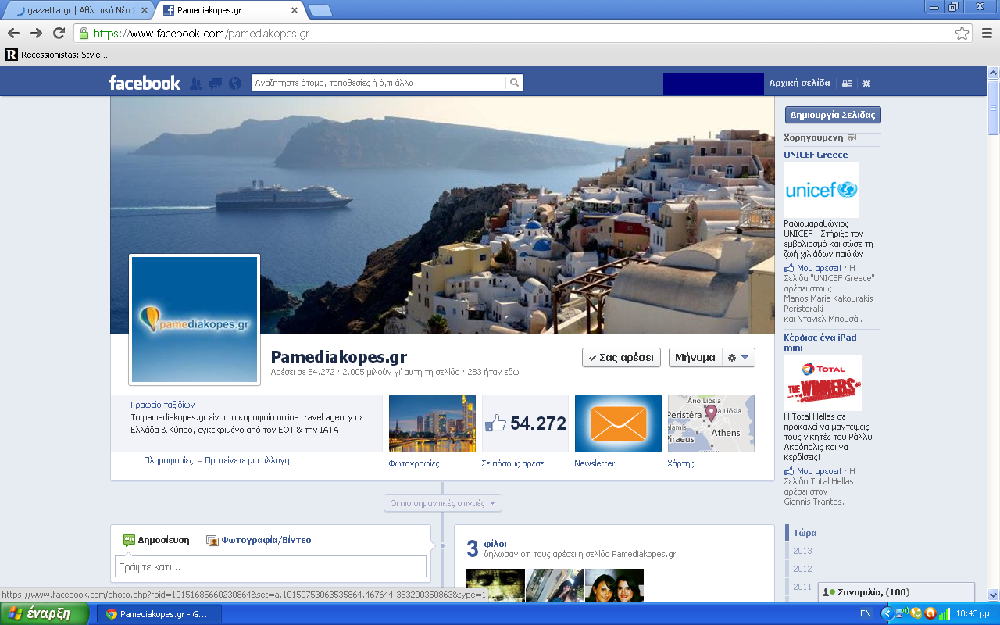 gazzetta.gr | Αθλητικά Νέα 2
Pamediakopes.gr
https://www.facebook.com/pamediakopes.gr
R Recessionistas: Style ...
facebook
Αναζητήστε άτομα, τοποθεσίες ή ό,τι άλλο
Αρχική σελίδα
pamediakopes.gr
Pamediakopes.gr
Αρέσει σε 54.272 · 2.005 μιλούν γι' αυτή τη σελίδα · 283 ήταν εδώ
Σας αρέσει
Μήνυμα
Γραφείο ταξιδίων
Το pamediakopes.gr είναι το κορυφαίο online travel agency σε
Ελλάδα & Κύπρο, εγκεκριμένο από τον ΕΟΤ & την IATA
Πληροφορίες – Προτείνετε μια αλλαγή
Φωτογραφίες
54.272
Σε πόσους αρέσει
Newsletter
Áno Liósia
Peristéra
Liósia
alamis
Athens
Piraeus
Χάρτης
Οι πιο σημαντικές στιγμές
Δημοσίευση
Φωτογραφία/Βίντεο
Γράψτε κάτι...
3 φίλοι
δήλωσαν ότι τους αρέσει η σελίδα Pamediakopes.gr
Δημιουργία Σελίδας
Χορηγούμενη
UNICEF Greece
unicef
Ραδιομαραθώνιος
UNICEF - Στήριξε τον
εμβολιασμό και σώσε τη
ζωή χιλιάδων παιδιών
Μου αρέσει! · Η
Σελίδα "UNICEF Greece"
αρέσει στους
Manos Maria Kakourakis
Peristeraki
και Ντάνιελ Μπουσάι.
Κέρδισε ένα iPad
mini
TOTAL
THE WINNERS
Η Total Hellas σε
προκαλεί να μαντέψεις
τους νικητές του Ράλλυ
Ακρόπολις και να
κερδίσεις!
Μου αρέσει! · Η
Σελίδα Total Hellas
αρέσει στον
Giannis Trantas.
Τώρα
2013
2012
2011
Συνομιλία, (100)
https://www.facebook.com/photo.php?fbid=10151685660230864&set=a.10150753063535864.467644.383200350863&type=1
έναρξη
Pamediakopes.gr - G...
EN
10:43 μμ